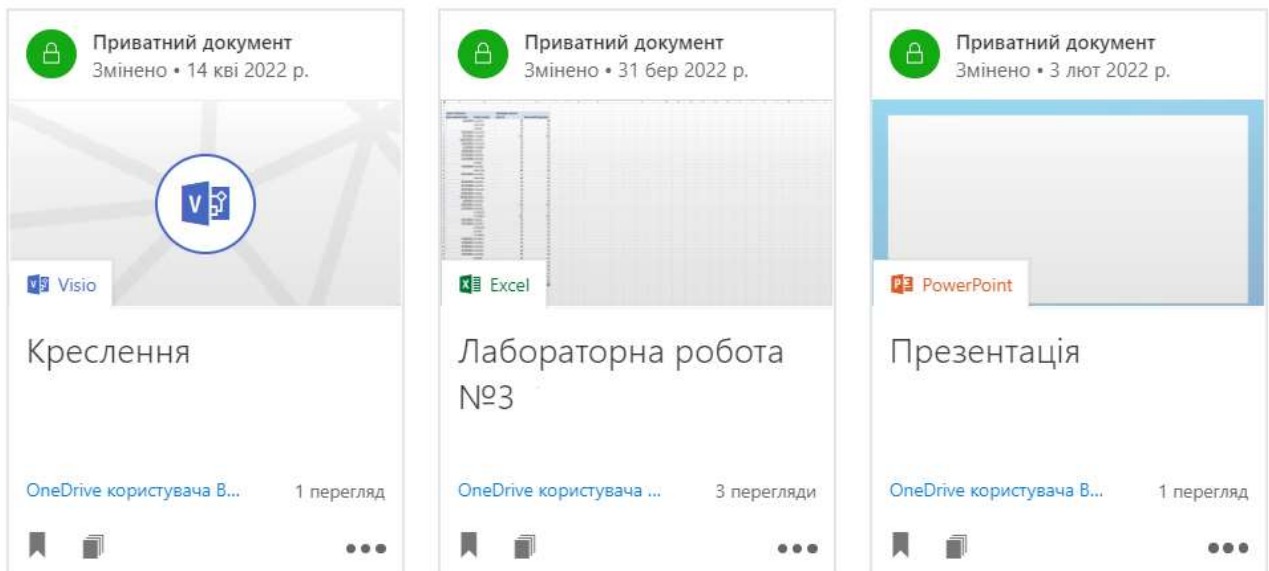 Приватний документ
Змінено • 14 кві 2022 р.
V
Visio
Креслення
OneDrive користувача В...
1 перегляд
Приватний документ
Змінено • 31 бер 2022 р.
Excel
Лабораторна робота
№3
OneDrive користувача ...
3 перегляди
Приватний документ
Змінено • 3 лют 2022 р.
PowerPoint
Презентація
OneDrive користувача В...
1 перегляд